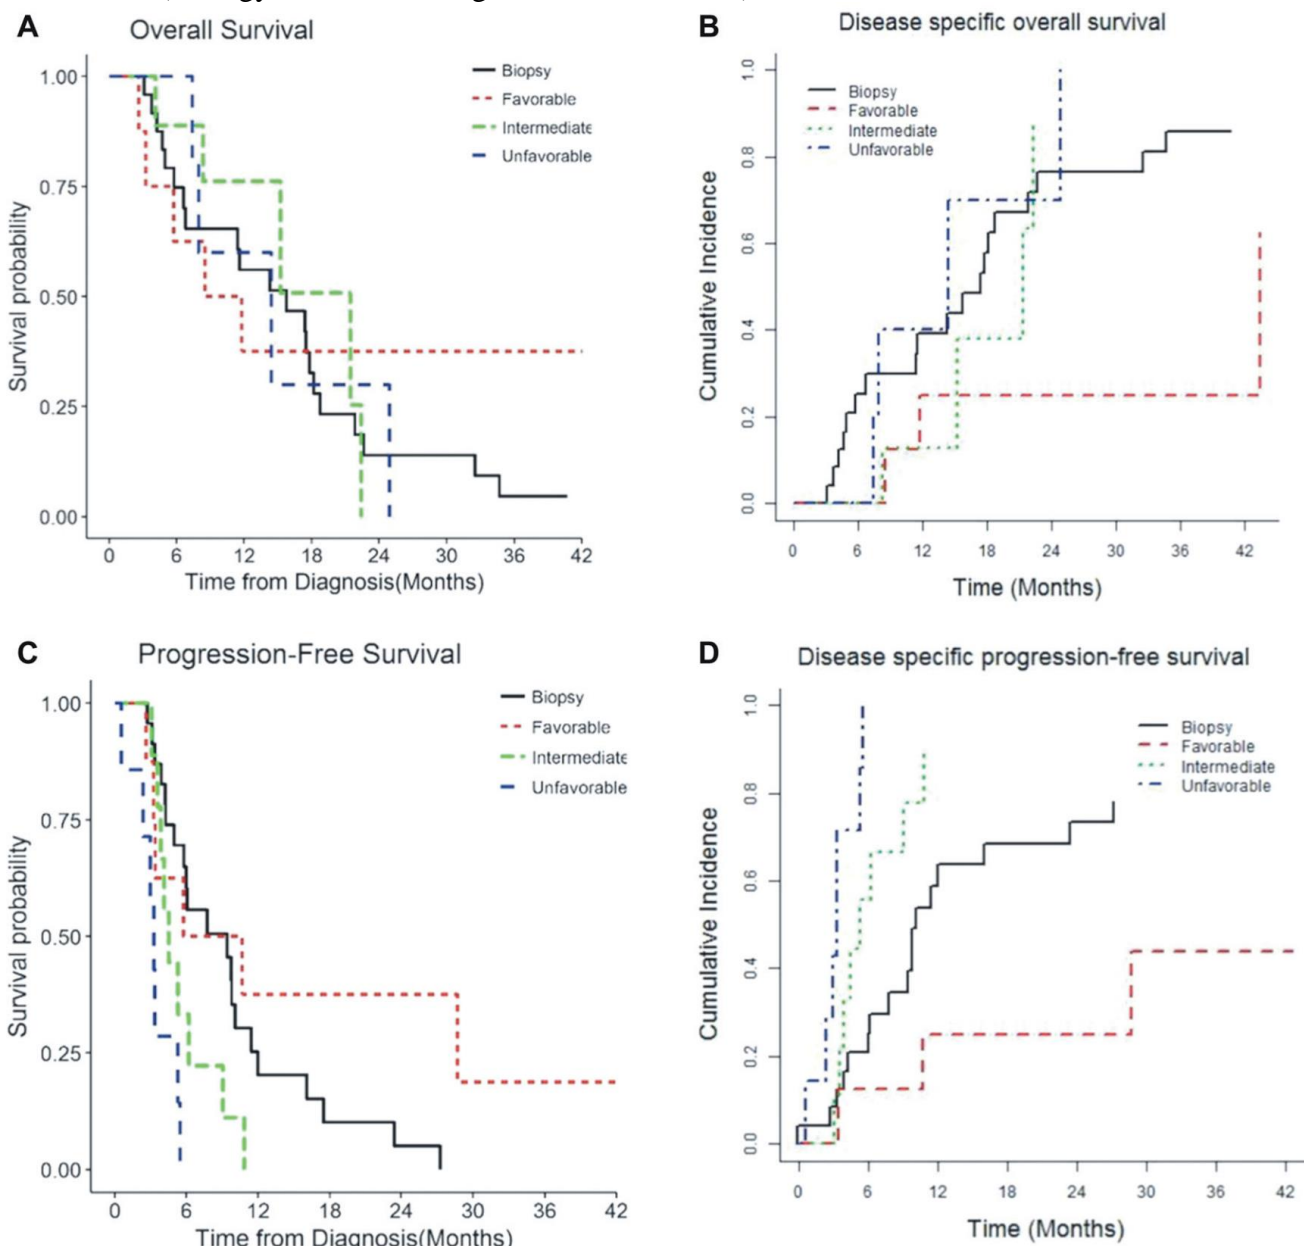 A
Overall Survival
Biopsy
Favorable
Intermediate
Unfavorable
Survival probability
1.00
0.75
0.50
0.25
0.00
0 6 12 18 24 30 36 42
Time from Diagnosis(Months)
B
Disease specific overall survival
Biopsy
Favorable
Intermediate
Unfavorable
Cumulative Incidence
1.0
0.8
0.6
0.4
0.2
0.0
0 6 12 18 24 30 36 42
Time (Months)
C
Progression-Free Survival
Biopsy
Favorable
Intermediate
Unfavorable
Survival probability
1.00
0.75
0.50
0.25
0.00
0 6 12 18 24 30 36 42
Time from Diagnosis(Months)
D
Disease specific progression-free survival
Biopsy
Favorable
Intermediate
Unfavorable
Cumulative Incidence
1.0
0.8
0.6
0.4
0.2
0.0
0 6 12 18 24 30 36 42
Time (Months)